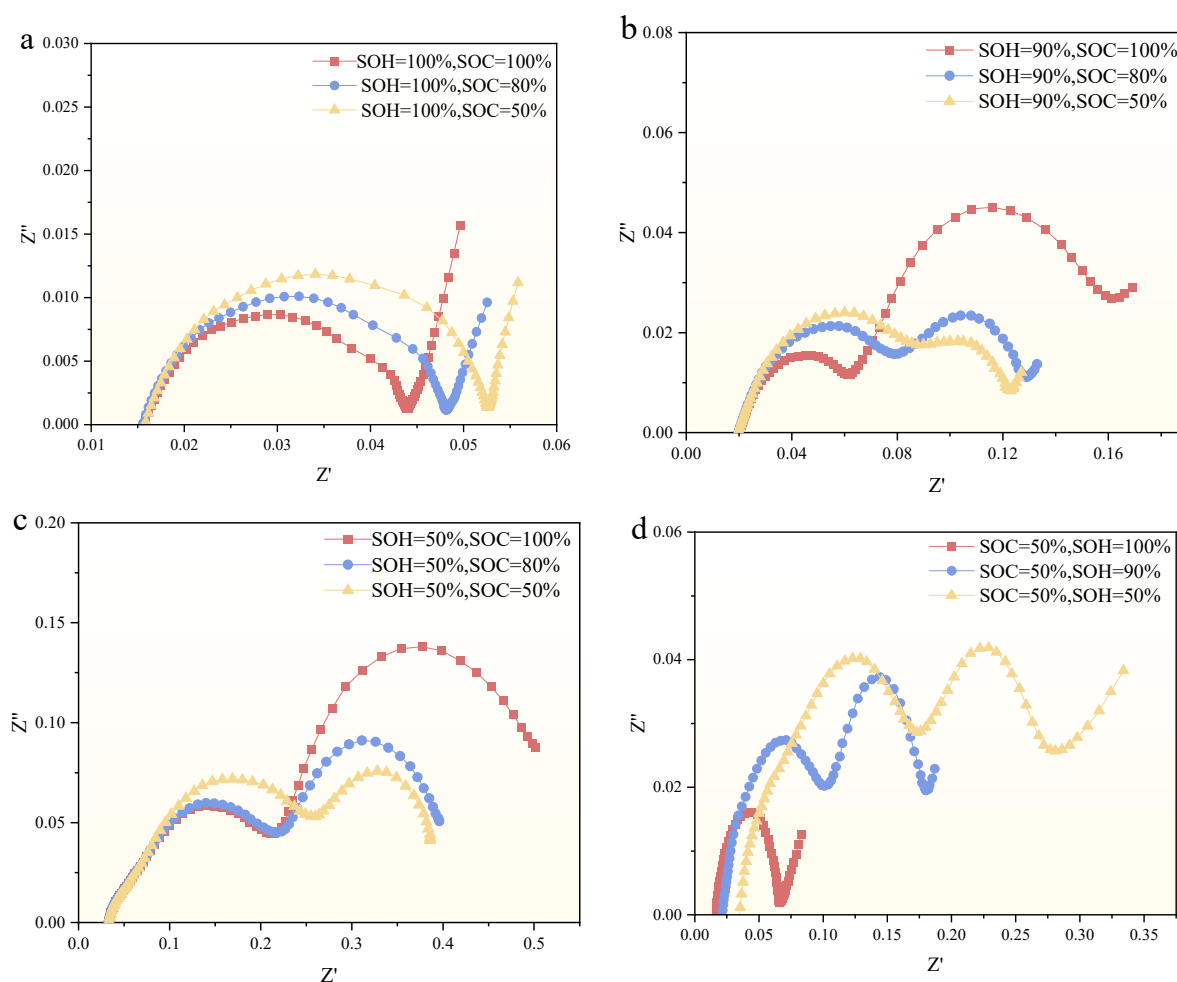 a
0.030
0.025
0.020
0.015
0.010
0.005
0.000
Z''
SOH=100%,SOC=100%
SOH=100%,SOC=80%
SOH=100%,SOC=50%
0.01
0.02
0.03
0.04
0.05
0.06
Z'
b
0.08
0.06
0.04
0.02
0.00
Z''
SOH=90%,SOC=100%
SOH=90%,SOC=80%
SOH=90%,SOC=50%
0.00
0.04
0.08
0.12
0.16
Z'
c
0.20
0.15
0.10
0.05
0.00
Z''
SOH=50%,SOC=100%
SOH=50%,SOC=80%
SOH=50%,SOC=50%
0.0
0.1
0.2
0.3
0.4
0.5
Z'
d
0.06
0.04
0.02
0.00
Z''
SOC=50%,SOH=100%
SOC=50%,SOH=90%
SOC=50%,SOH=50%
0.00
0.05
0.10
0.15
0.20
0.25
0.30
0.35
Z'